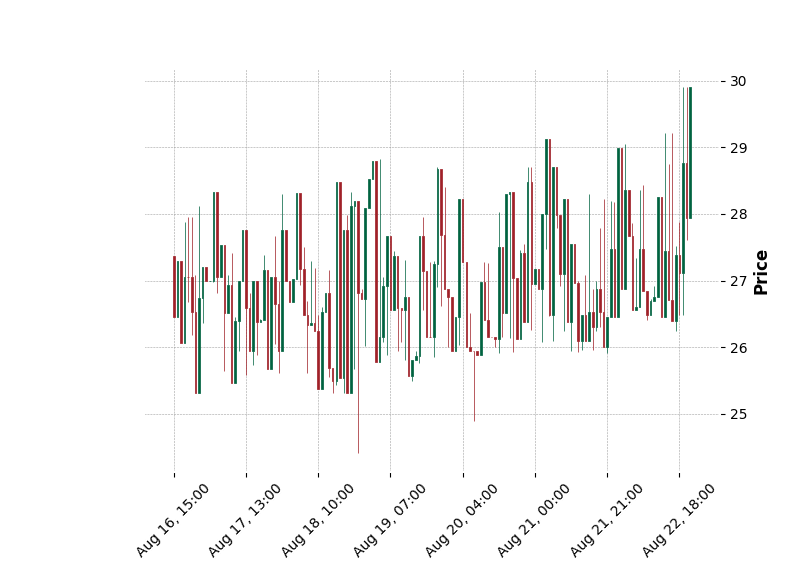 30
29
28
27
26
25
Price
Aug 16, 15:00
Aug 17, 13:00
Aug 18, 10:00
Aug 19, 07:00
Aug 20, 04:00
Aug 21, 00:00
Aug 21, 21:00
Aug 22, 18:00